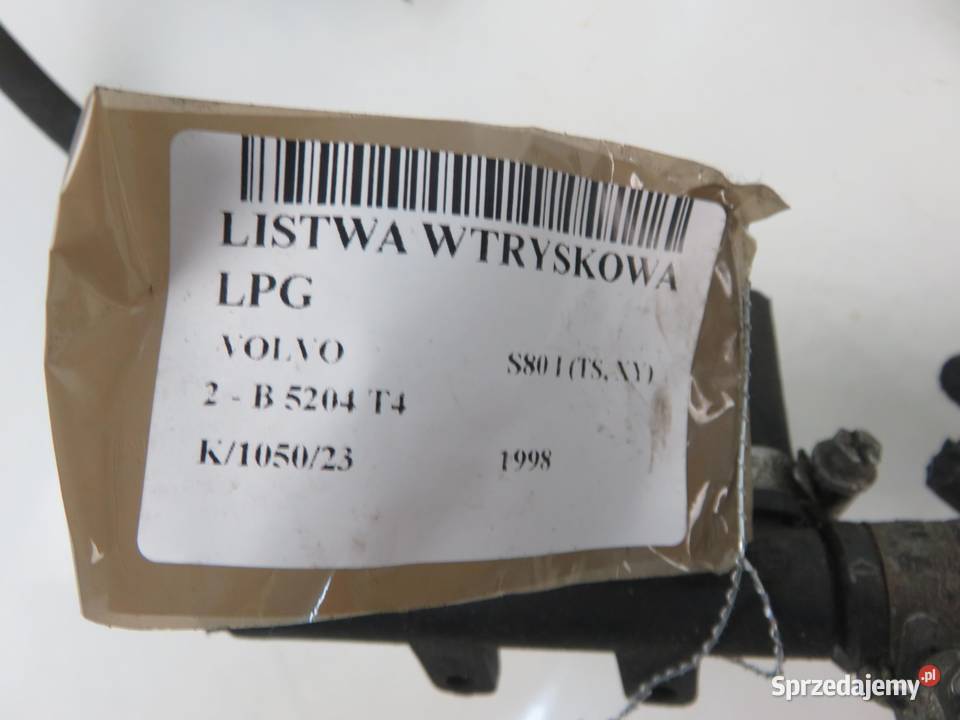 LISTWA WTRYSKOWA
LPG
VOLVO S80 I (TS, XY)
2 - B 5204 T4
K/1050/23 1998
Sprzedajemy.pl